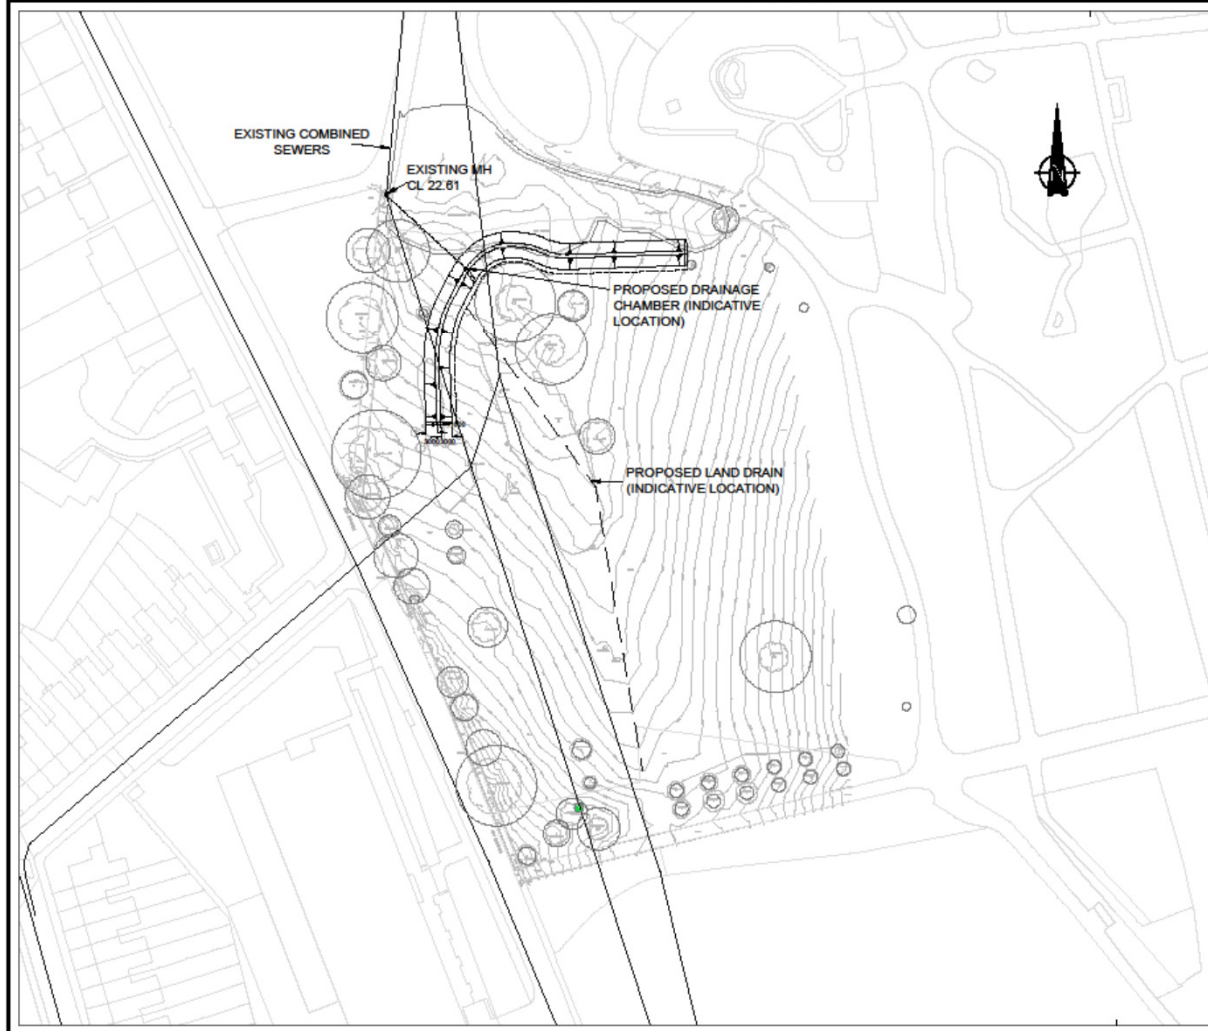 EXISTING COMBINED
SEWERS
EXISTING MH
CL 22.61
PROPOSED DRAINAGE
CHAMBER (INDICATIVE
LOCATION)
PROPOSED LAND DRAIN
(INDICATIVE LOCATION)